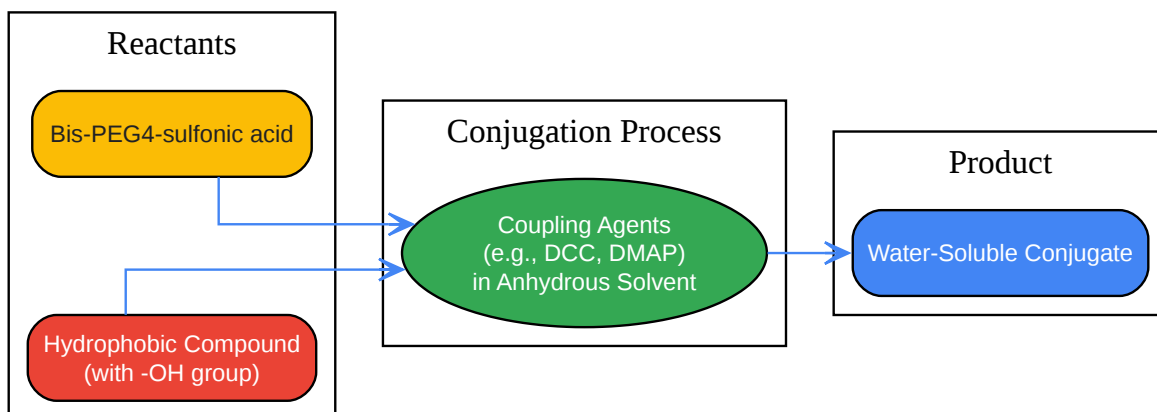 Reactants
Bis-PEG4-sulfonic acid
Hydrophobic Compound
(with -OH group)
Conjugation Process
Coupling Agents
(e.g., DCC, DMAP)
in Anhydrous Solvent
Product
Water-Soluble Conjugate